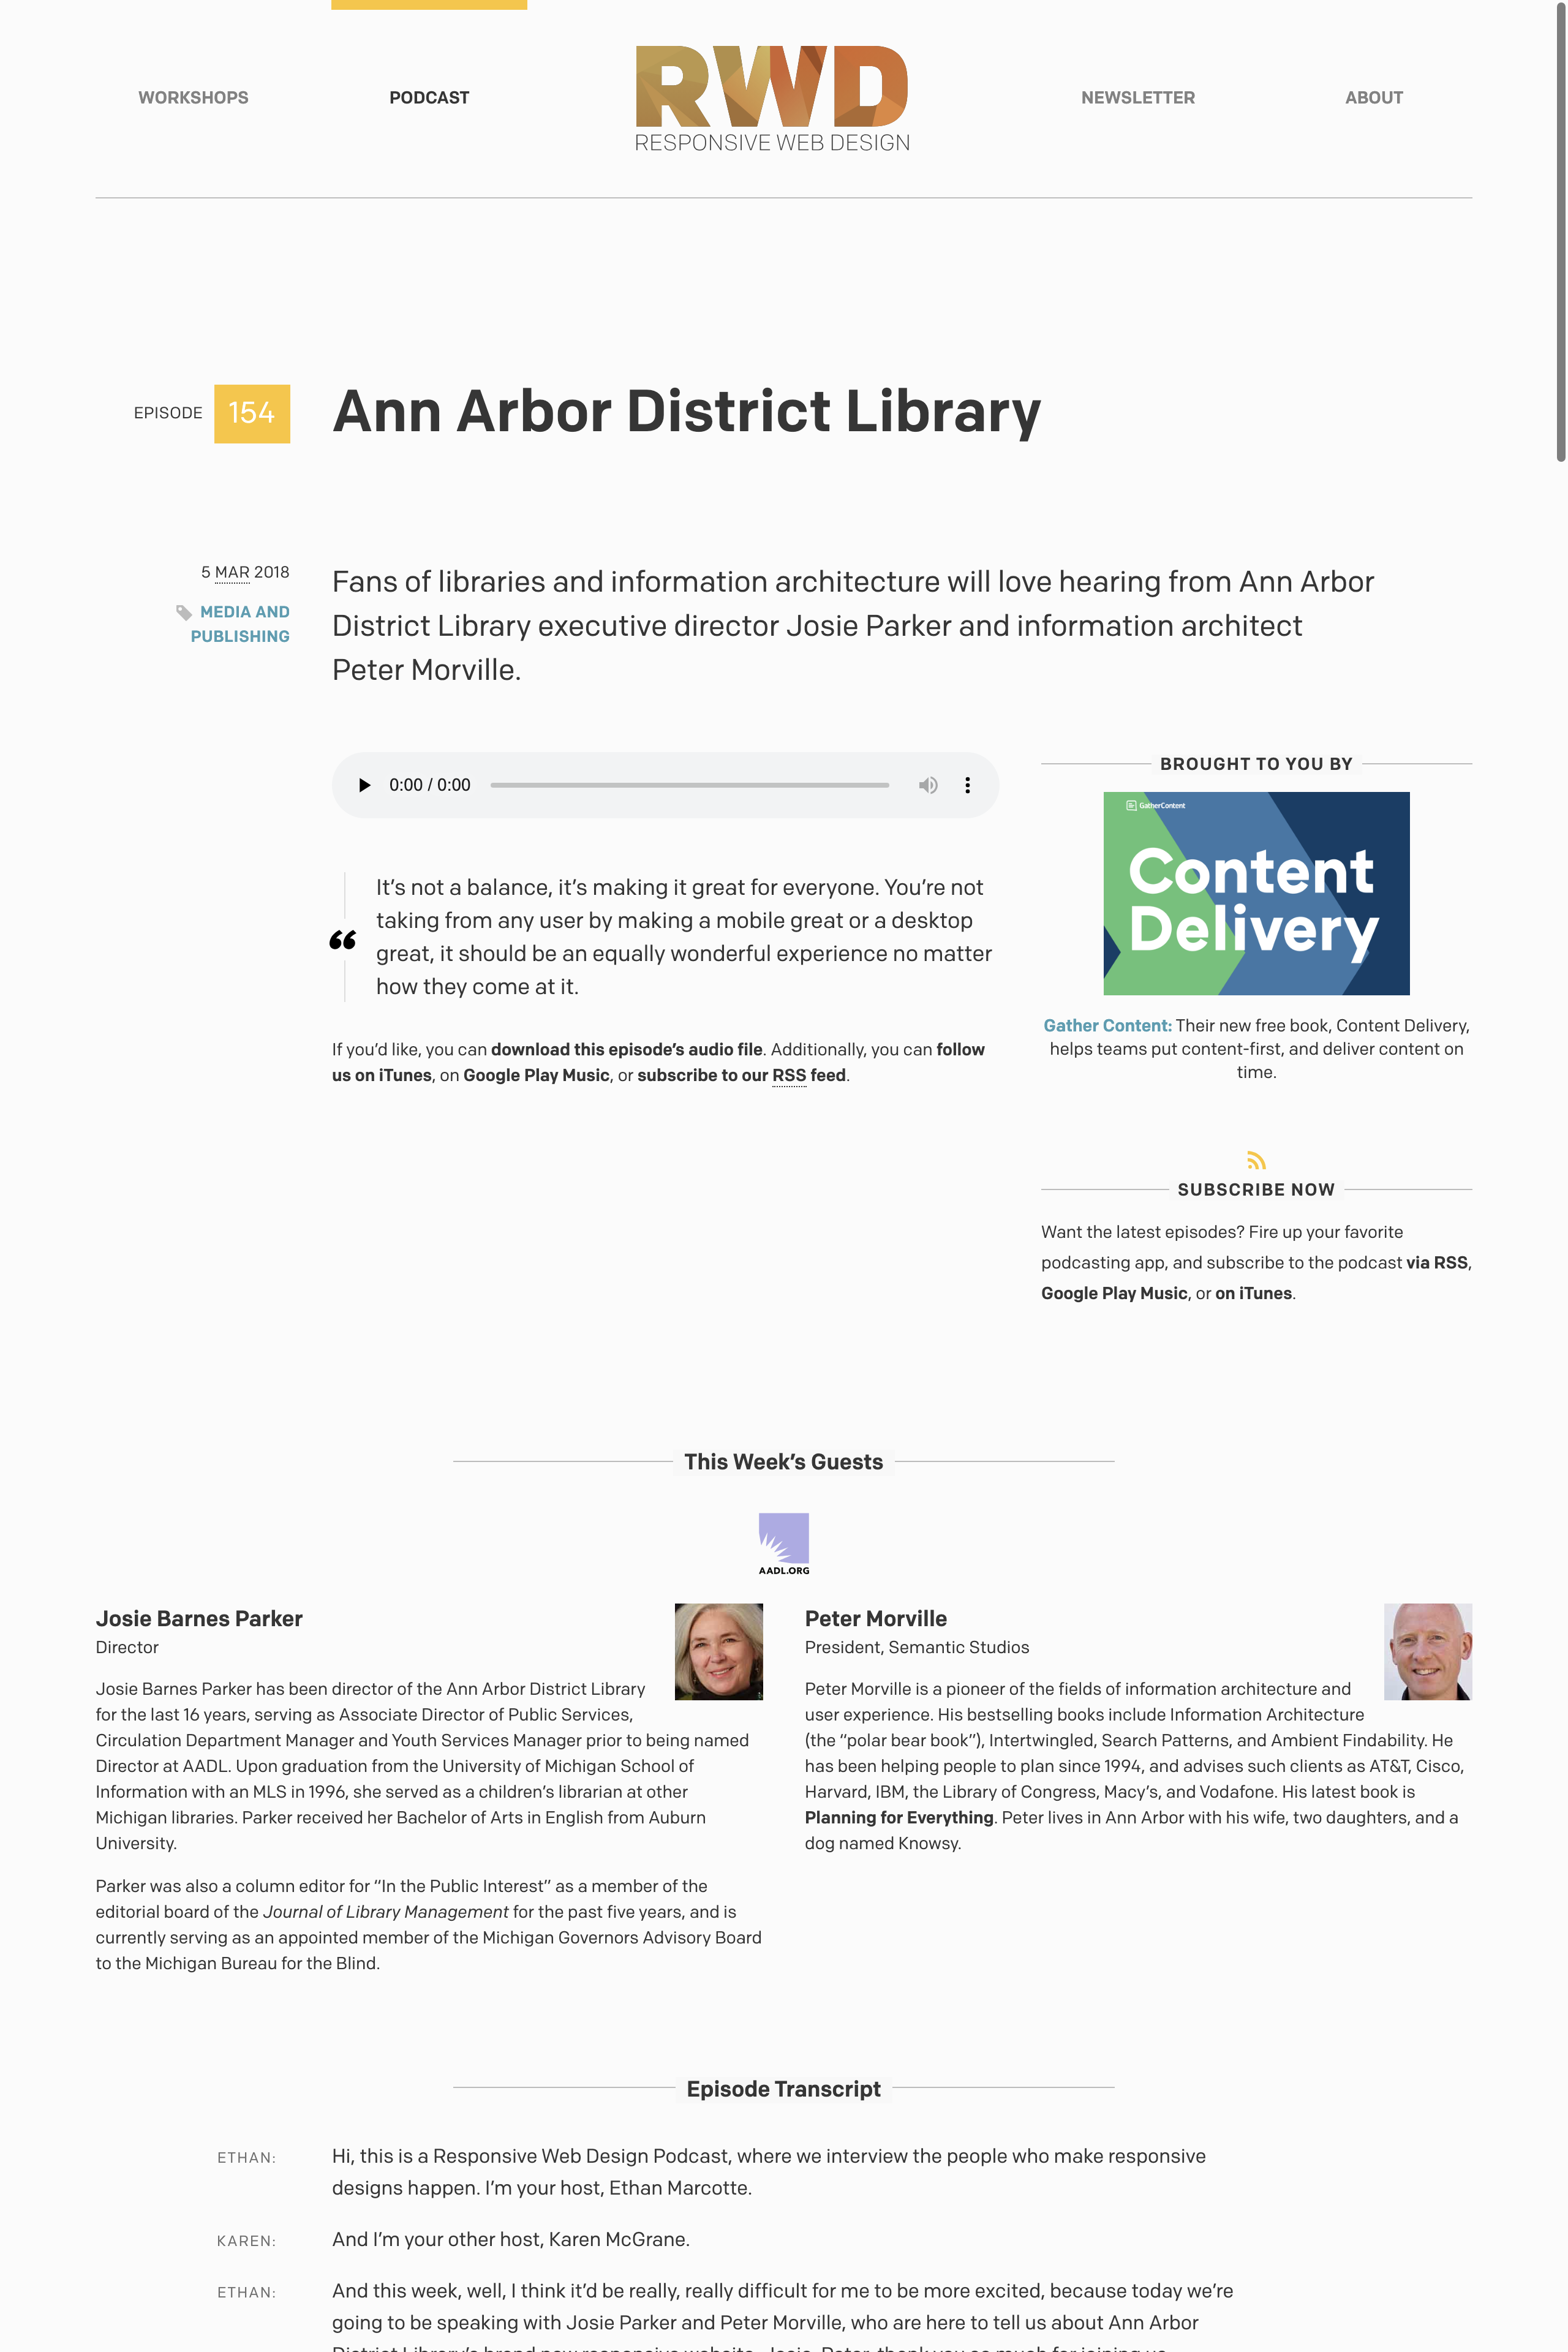 WORKSHOPS
PODCAST
RWD
RESPONSIVE WEB DESIGN
NEWSLETTER
ABOUT
EPISODE 154
Ann Arbor District Library
5 MAR 2018
MEDIA AND
PUBLISHING
Fans of libraries and information architecture will love hearing from Ann Arbor
District Library executive director Josie Parker and information architect
Peter Morville.
0:00 / 0:00
“
It’s not a balance, it’s making it great for everyone. You’re not
taking from any user by making a mobile great or a desktop
great, it should be an equally wonderful experience no matter
how they come at it.
If you’d like, you can download this episode’s audio file. Additionally, you can follow
us on iTunes, on Google Play Music, or subscribe to our RSS feed.
BROUGHT TO YOU BY
GatherContent
Content
Delivery
Gather Content: Their new free book, Content Delivery,
helps teams put content-first, and deliver content on
time.
SUBSCRIBE NOW
Want the latest episodes? Fire up your favorite
podcasting app, and subscribe to the podcast via RSS,
Google Play Music, or on iTunes.
This Week’s Guests
AADL.ORG
Josie Barnes Parker
Director
Josie Barnes Parker has been director of the Ann Arbor District Library
for the last 16 years, serving as Associate Director of Public Services,
Circulation Department Manager and Youth Services Manager prior to being named
Director at AADL. Upon graduation from the University of Michigan School of
Information with an MLS in 1996, she served as a children’s librarian at other
Michigan libraries. Parker received her Bachelor of Arts in English from Auburn
University.
Parker was also a column editor for “In the Public Interest” as a member of the
editorial board of the Journal of Library Management for the past five years, and is
currently serving as an appointed member of the Michigan Governors Advisory Board
to the Michigan Bureau for the Blind.
Peter Morville
President, Semantic Studios
Peter Morville is a pioneer of the fields of information architecture and
user experience. His bestselling books include Information Architecture
(the “polar bear book”), Intertwingled, Search Patterns, and Ambient Findability. He
has been helping people to plan since 1994, and advises such clients as AT&T, Cisco,
Harvard, IBM, the Library of Congress, Macy’s, and Vodafone. His latest book is
Planning for Everything. Peter lives in Ann Arbor with his wife, two daughters, and a
dog named Knowsy.
Episode Transcript
ETHAN:
Hi, this is a Responsive Web Design Podcast, where we interview the people who make responsive
designs happen. I’m your host, Ethan Marcotte.
KAREN:
And I’m your other host, Karen McGrane.
ETHAN:
And this week, well, I think it’d be really, really difficult for me to be more excited, because today we’re
going to be speaking with Josie Parker and Peter Morville, who are here to tell us about Ann Arbor